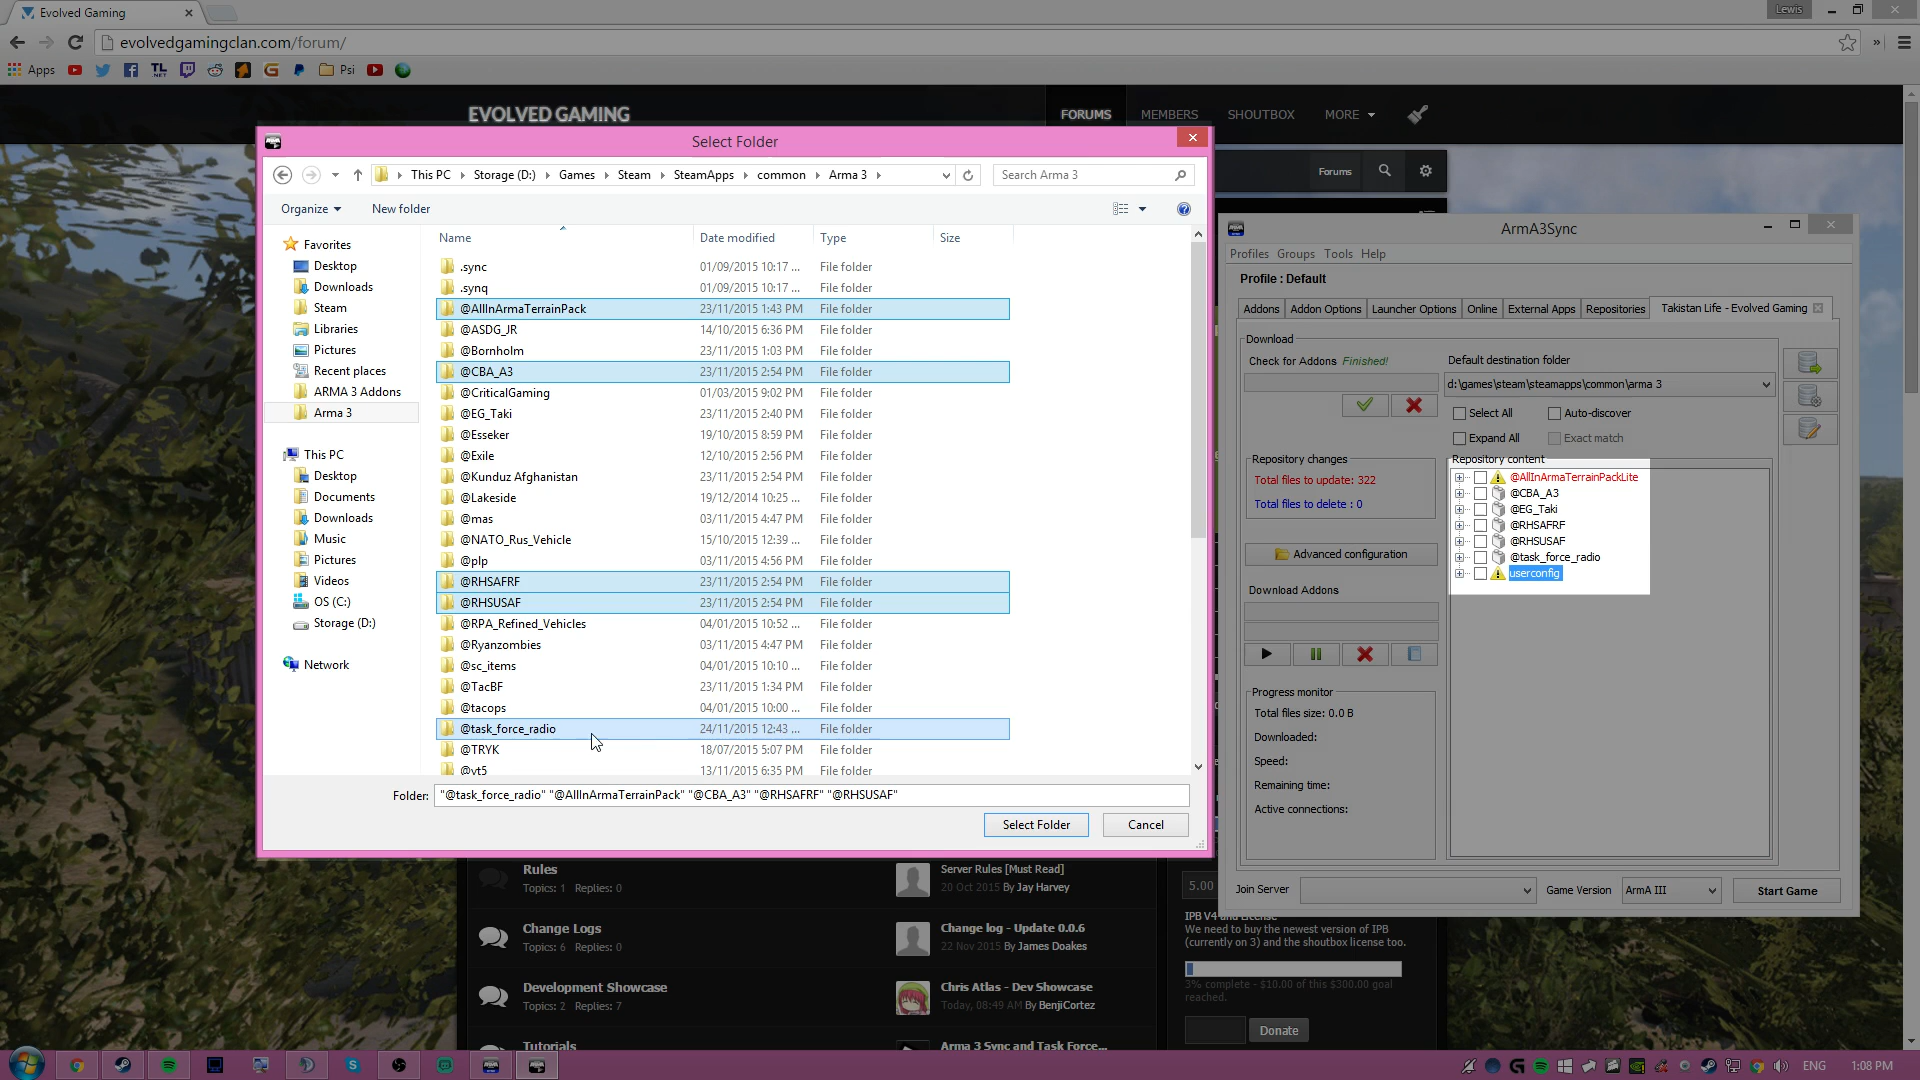 Evolved Gaming
Lewis
evolvedgamingclan.com/forum/
Apps
Psi
EVOLVED GAMING
FORUMS
MEMBERS
SHOUTBOX
MORE
Forums
Select Folder
This PC
Storage (D:)
Games
Steam
SteamApps
common
Arma 3
Search Arma 3
Organize
New folder
Name
Date modified
Type
Size
Favorites
Desktop
Downloads
Steam
Libraries
Pictures
Recent places
ARMA 3 Addons
Arma 3
This PC
Desktop
Documents
Downloads
Music
Pictures
Videos
OS (C:)
Storage (D:)
Network
.sync 01/09/2015 10:17 ... File folder
.synq 01/09/2015 10:17 ... File folder
@AllInArmaTerrainPack 23/11/2015 1:43 PM File folder
@ASDG_JR 14/10/2015 6:36 PM File folder
@Bornholm 23/11/2015 1:03 PM File folder
@CBA_A3 23/11/2015 2:54 PM File folder
@CriticalGaming 01/03/2015 9:02 PM File folder
@EG_Taki 23/11/2015 2:40 PM File folder
@Esseker 19/10/2015 8:59 PM File folder
@Exile 12/10/2015 2:56 PM File folder
@Kunduz Afghanistan 23/11/2015 2:54 PM File folder
@Lakeside 19/12/2014 10:25 ... File folder
@mas 03/11/2015 4:47 PM File folder
@NATO_Rus_Vehicle 15/10/2015 12:39 ... File folder
@plp 03/11/2015 4:56 PM File folder
@RHSAFRF 23/11/2015 2:54 PM File folder
@RHSUSAF 23/11/2015 2:54 PM File folder
@RPA_Refined_Vehicles 04/01/2015 10:52 ... File folder
@Ryanzombies 03/11/2015 4:47 PM File folder
@sc_items 04/01/2015 10:10 ... File folder
@TacBF 23/11/2015 1:34 PM File folder
@tacops 04/01/2015 10:00 ... File folder
@task_force_radio 24/11/2015 12:43 ... File folder
@TRYK 18/07/2015 5:07 PM File folder
@vt5 13/11/2015 6:35 PM File folder
Folder: "@task_force_radio" "@AllInArmaTerrainPack" "@CBA_A3" "@RHSAFRF" "@RHSUSAF"
Select Folder
Cancel
ArmA3Sync
Profiles Groups Tools Help
Profile : Default
Addons
Addon Options
Launcher Options
Online
External Apps
Repositories
Takistan Life - Evolved Gaming
Download
Check for Addons Finished!
Default destination folder
d:\games\steam\steamapps\common\arma 3
Select All
Auto-discover
Expand All
Exact match
Repository changes
Total files to update: 322
Total files to delete : 0
Repository content
@AllInArmaTerrainPackLite
@CBA_A3
@EG_Taki
@RHSAFRF
@RHSUSAF
@task_force_radio
userconfig
Advanced configuration
Download Addons
Progress monitor
Total files size: 0.0 B
Downloaded:
Speed:
Remaining time:
Active connections:
Join Server
Game Version
ArmA III
Start Game
Rules
Topics: 1 Replies: 0
Server Rules [Must Read]
20 Oct 2015 By Jay Harvey
Change Logs
Topics: 6 Replies: 0
Change log - Update 0.0.6
22 Nov 2015 By James Doakes
Development Showcase
Topics: 2 Replies: 7
Chris Atlas - Dev Showcase
Today, 08:49 AM By BenjiCortez
Tutorials
Arma 3 Sync and Task Force...
5.00
IPB V4 and License
We need to buy the newest version of IPB
(currently on 3) and the shoutbox license too.
3% complete - $10.00 of this $300.00 goal
reached.
Donate
ENG
1:08 PM